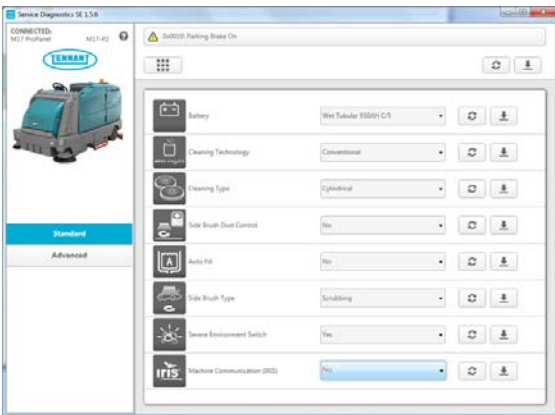 Service Diagnostics SE 1.5.6
CONNECTED:
M17 ProPanel M17-P2
0x0010: Parking Brake On
TENNANT
Battery Wet Tubular 930AH C/5
Cleaning Technology Conventional
Cleaning Type Cylindrical
Side Brush Dust Control No
Standard
Advanced
Auto Fill No
Side Brush Type Scrubbing
Severe Environment Switch Yes
iris Machine Communication (IRIS) No